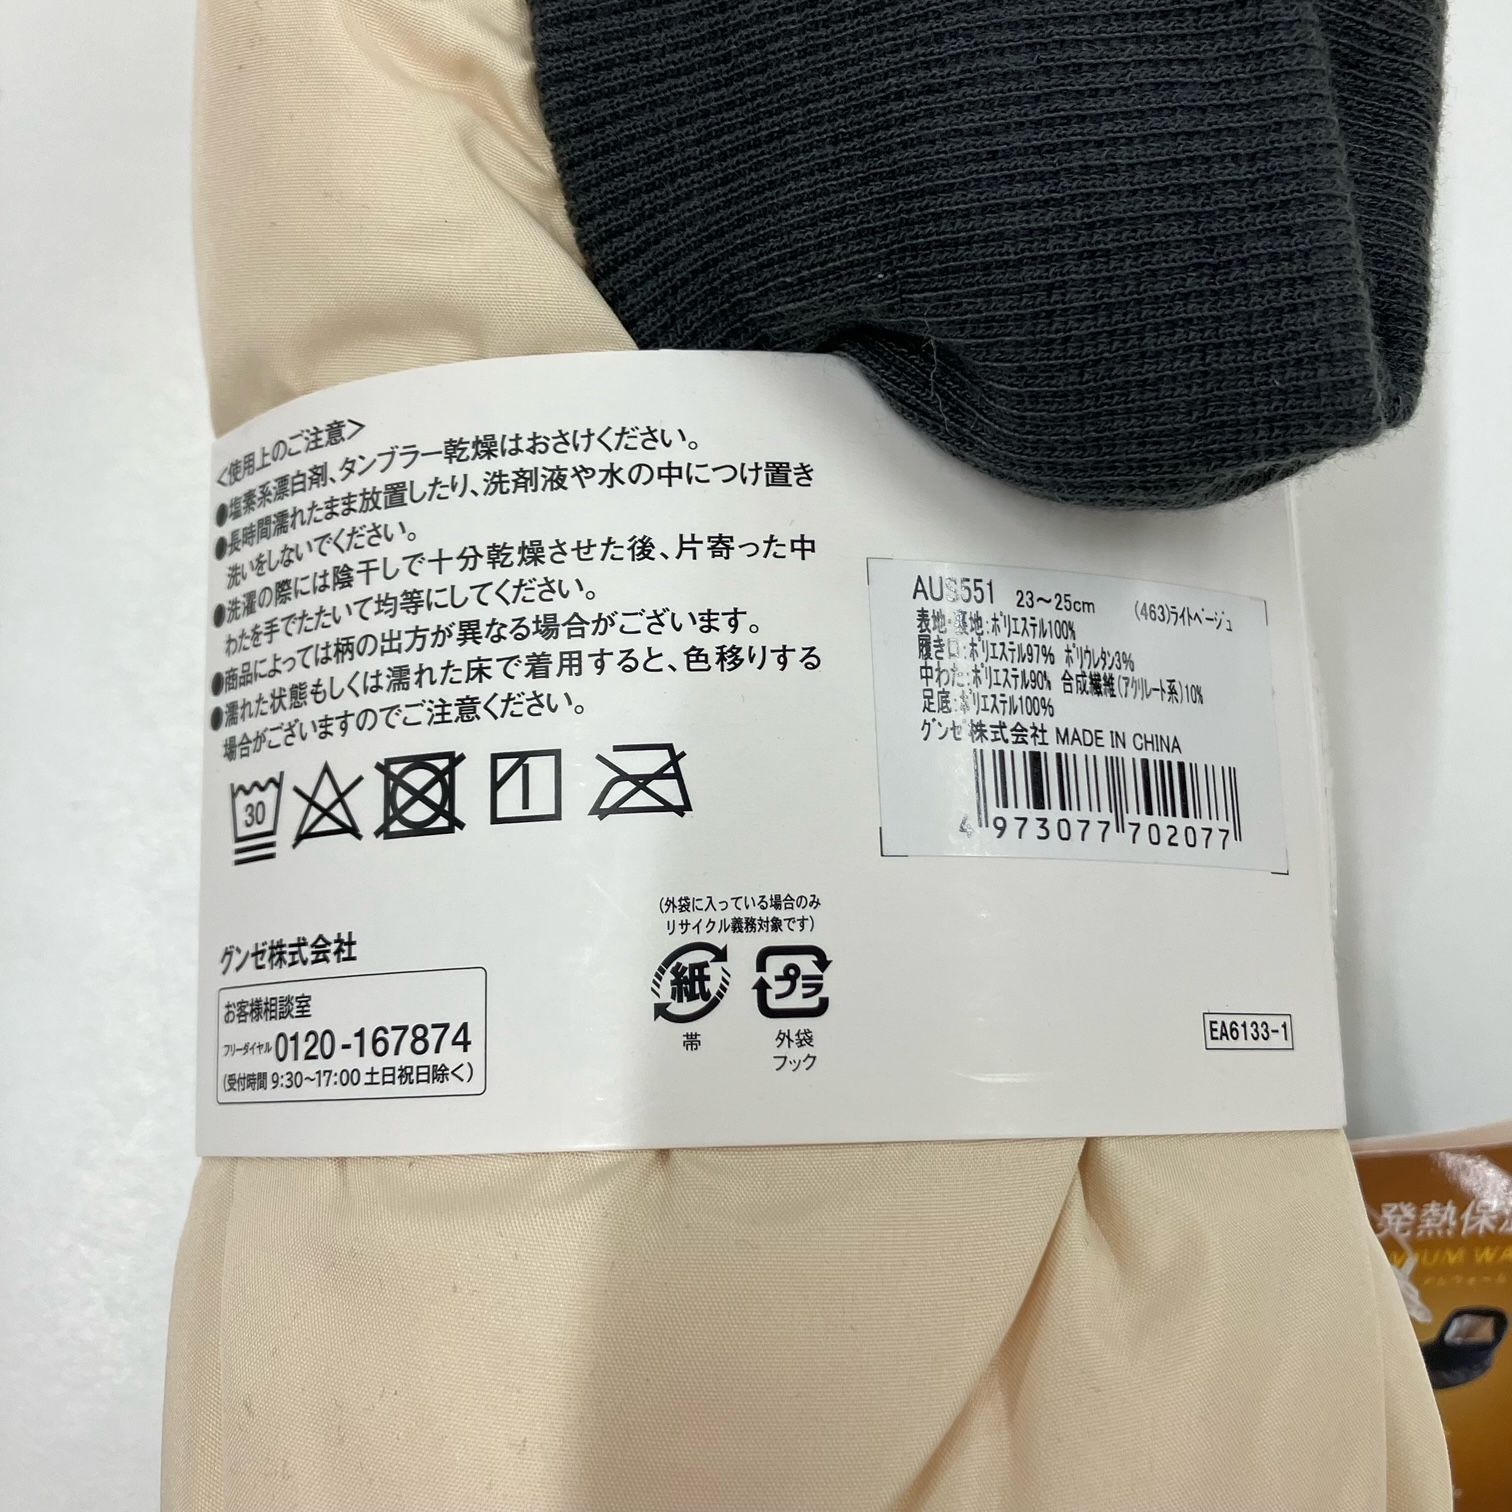 <使用上のご注意>
●塩素系漂白剤、タンブラー乾燥はおさけください。
●長時間濡れたまま放置したり、洗剤液や水の中につけ置き
洗いをしないでください。
●洗濯の際には陰干しで十分乾燥させた後、片寄った中
わたを手でたたいて均等にしてください。
●商品によっては柄の出方が異なる場合がございます。
●濡れた状態もしくは濡れた床で着用すると、色移りする
場合がございますのでご注意ください。
30
グンゼ株式会社
お客様相談室
フリーダイヤル 0120-167874
(受付時間 9:30〜17:00 土日祝日除く)
(外袋に入っている場合のみ
リサイクル義務対象です)
紙
帯
プラ
外袋
フック
AUS551 23〜25cm (463)ライトベージュ
表地・裏地:ポリエステル100%
履き口:ポリエステル97% ポリウレタン3%
中わた:ポリエステル90% 合成繊維(アクリレート系)10%
足底:ポリエステル100%
グンゼ株式会社 MADE IN CHINA
4 973077 702077
EA6133-1
発熱保